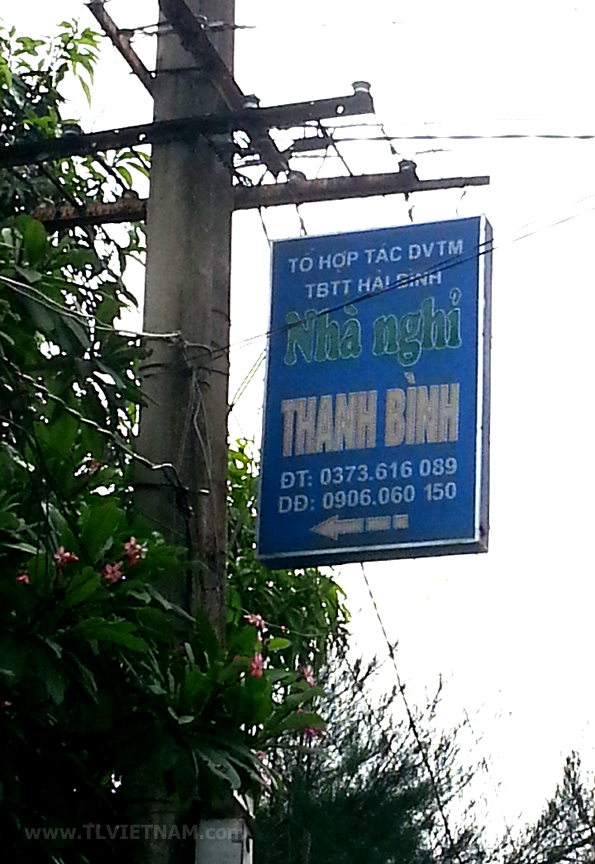 TỔ HỢP TÁC DVTM
TBTT HẢI BÌNH
Nhà nghỉ
THANH BÌNH
ĐT: 0373.616 089
DĐ: 0906.060 150
www.TLVIETNAM.com